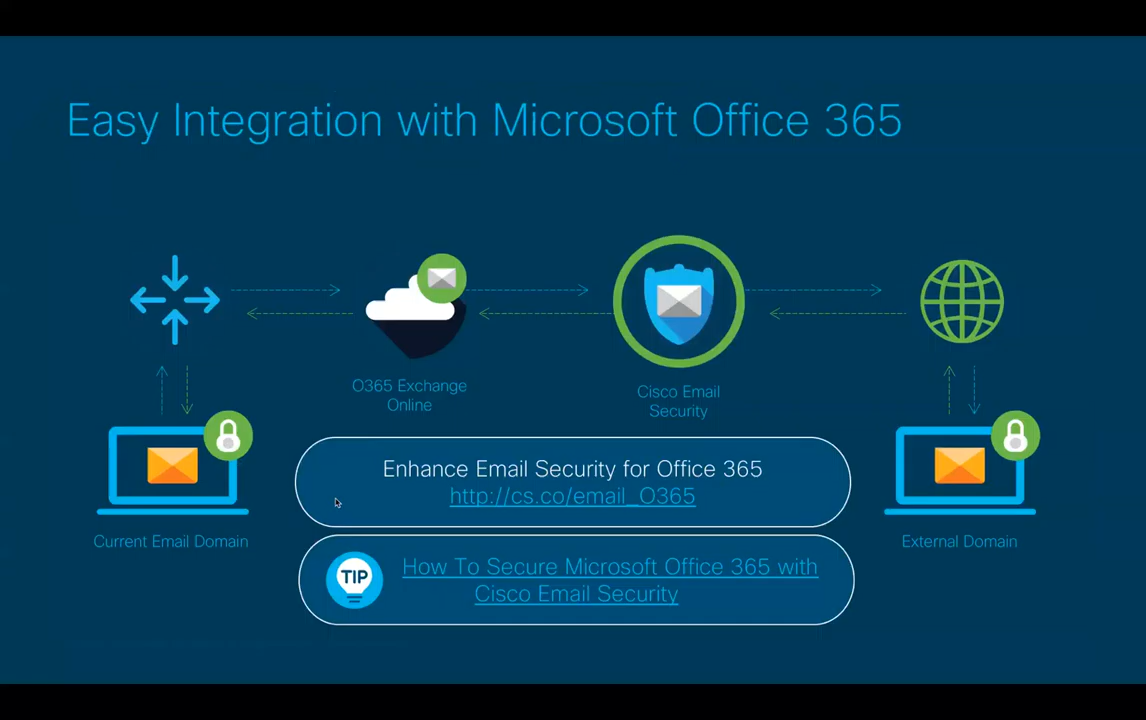 Easy Integration with Microsoft Office 365
O365 Exchange
Online
Cisco Email
Security
Enhance Email Security for Office 365
http://cs.co/email_O365
Current Email Domain
External Domain
TIP
How To Secure Microsoft Office 365 with
Cisco Email Security